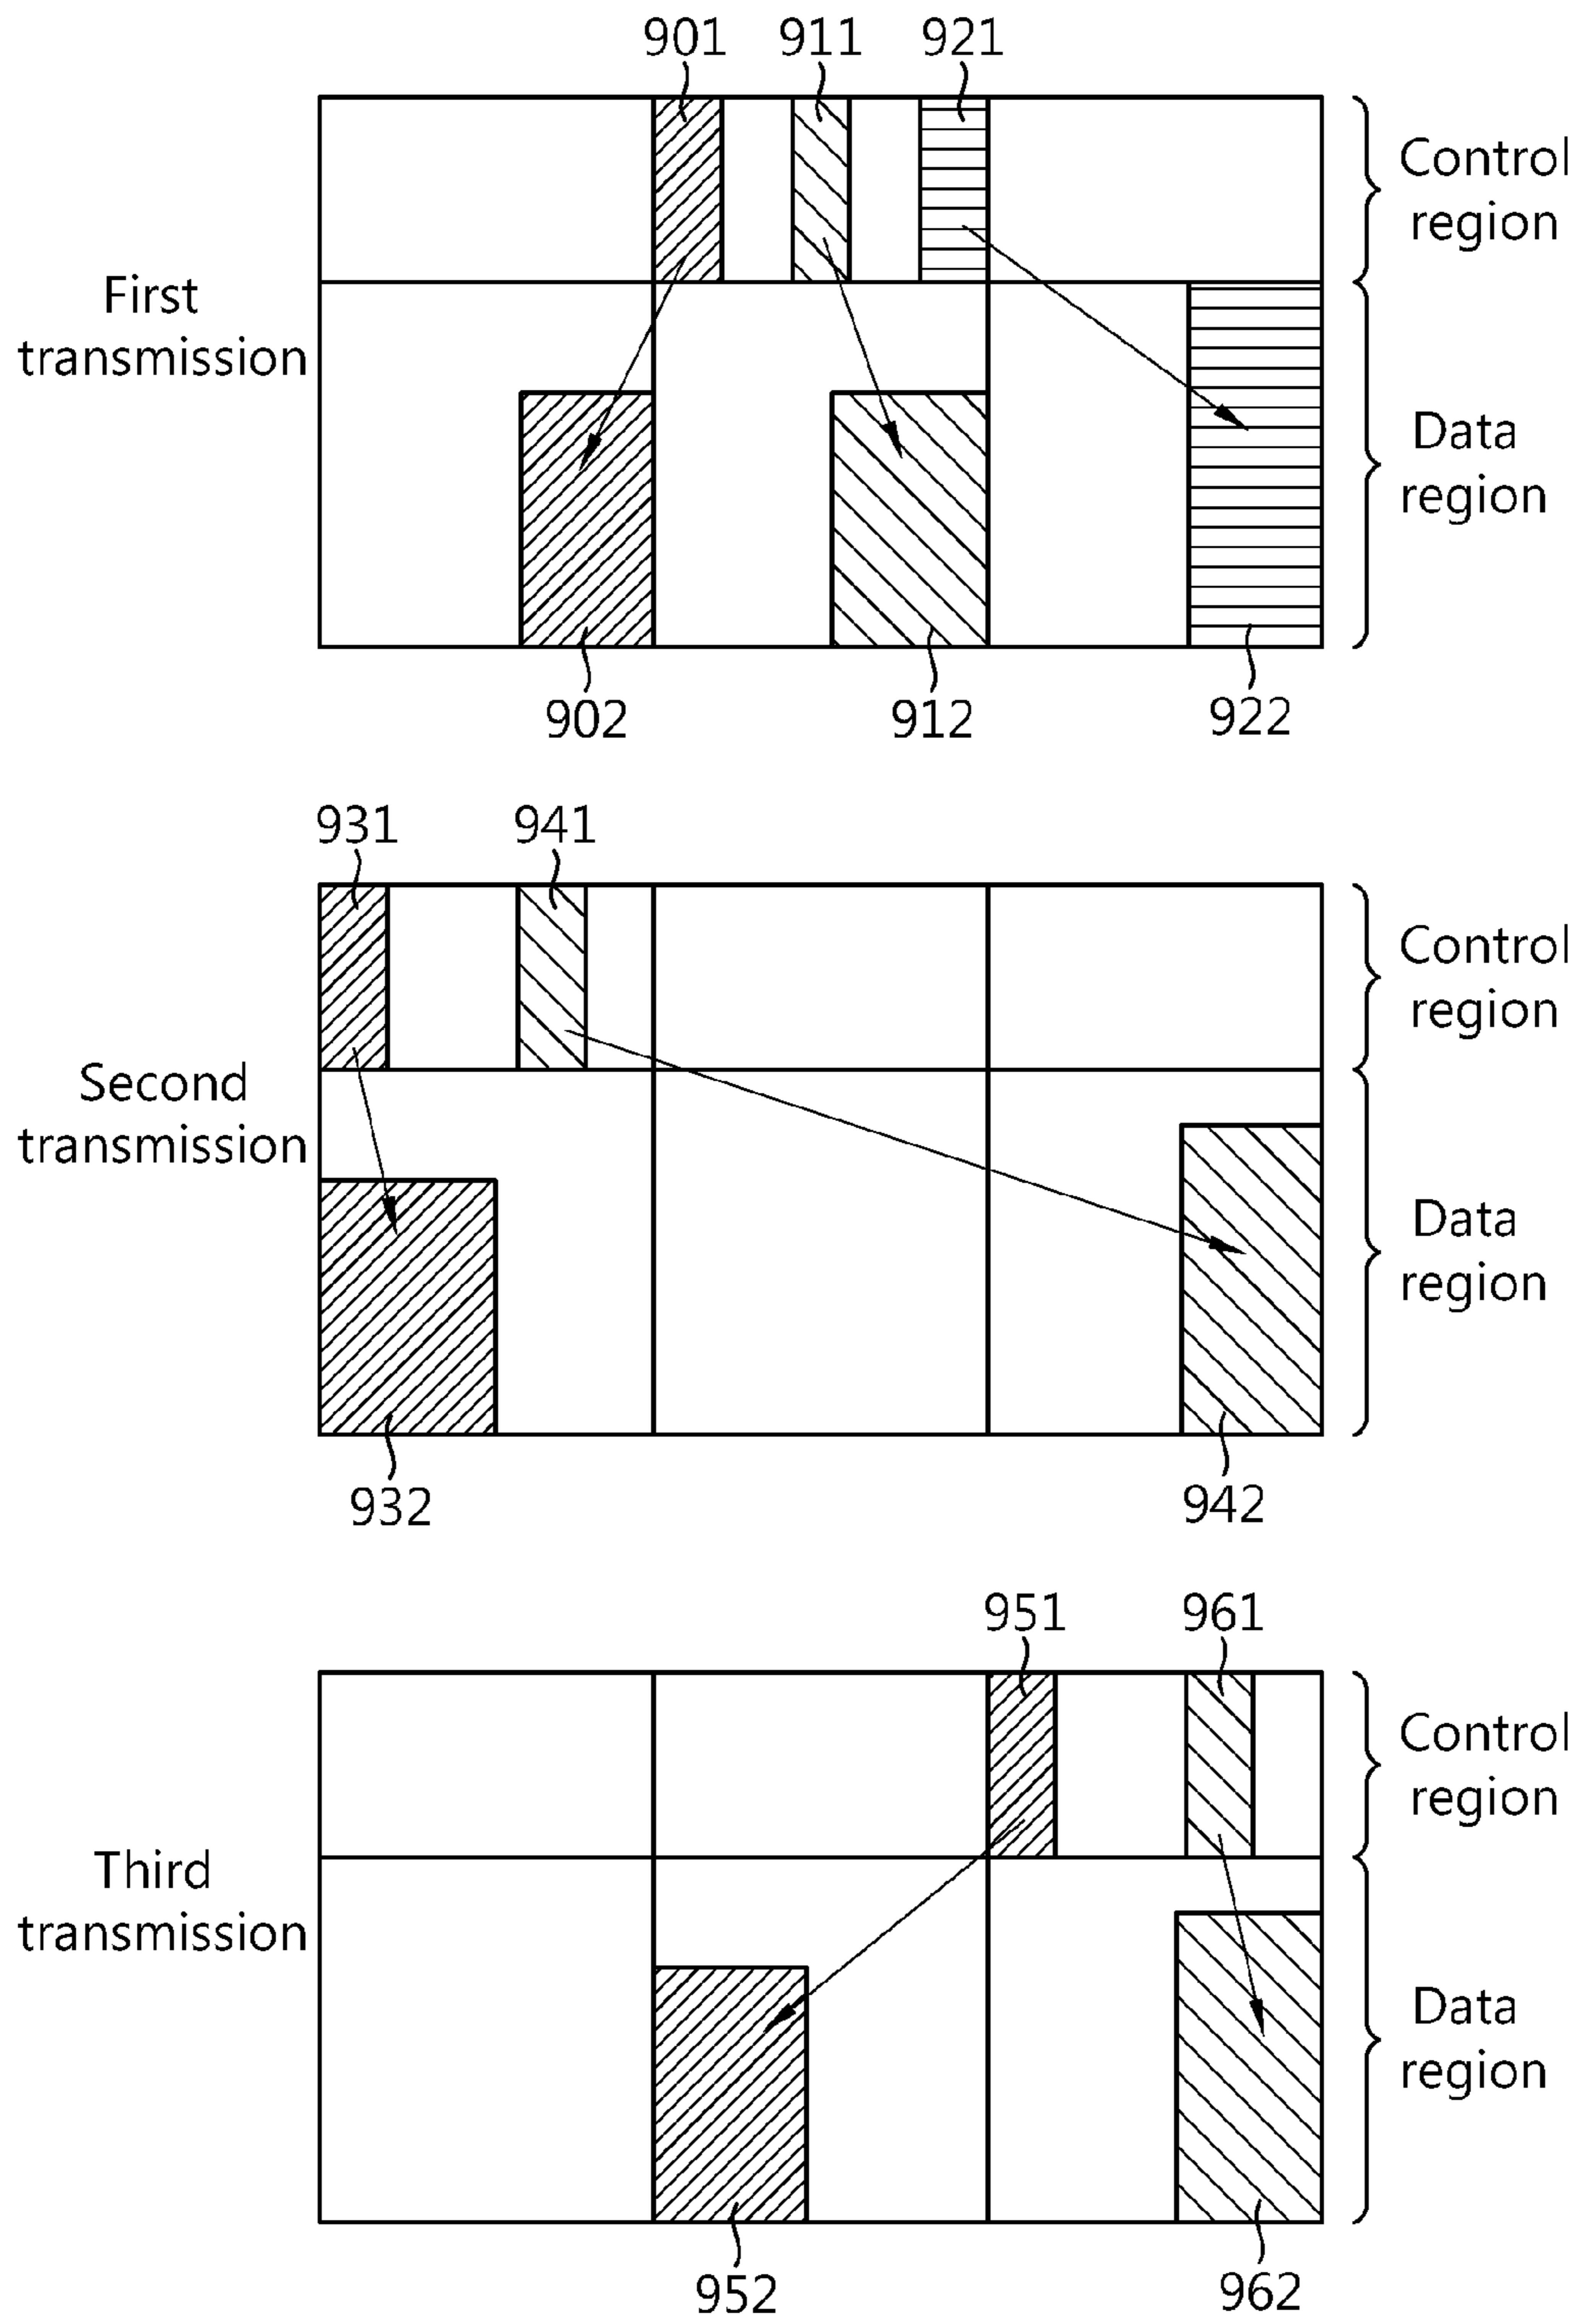 901 911 921
Control
region
First
transmission
Data
region
902 912 922
931 941
Control
region
Second
transmission
Data
region
932 942
951 961
Control
region
Third
transmission
Data
region
952 962